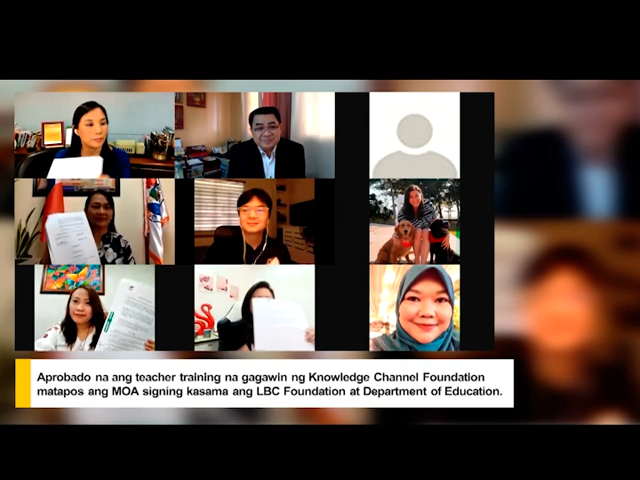 Aprobado na ang teacher training na gagawin ng Knowledge Channel Foundation
matapos ang MOA signing kasama ang LBC Foundation at Department of Education.